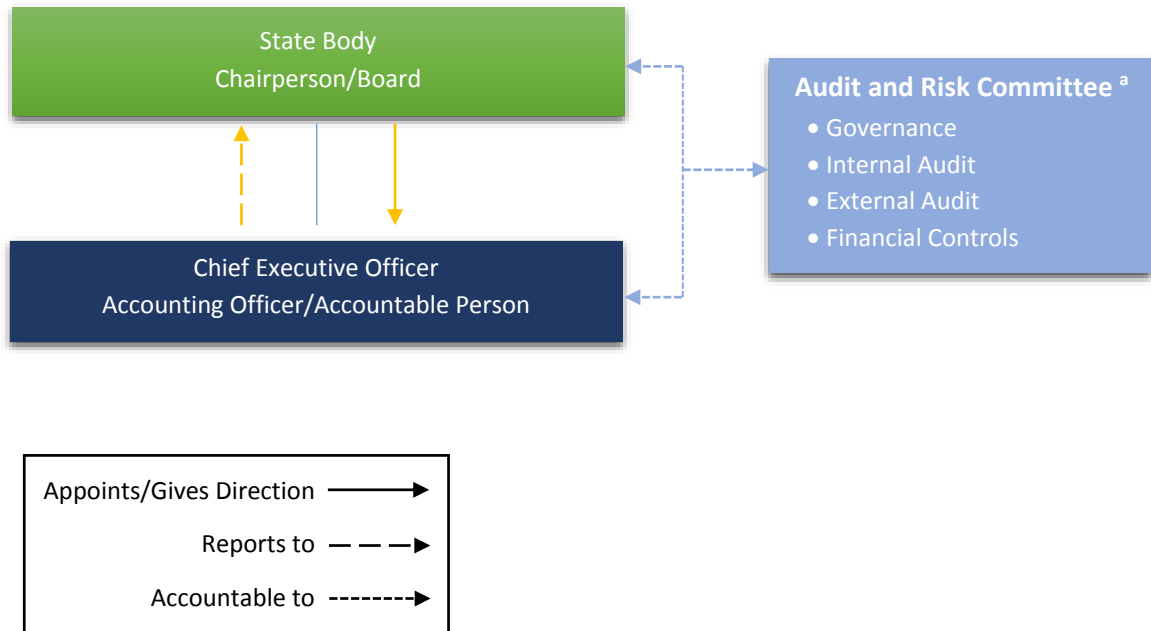 State Body
Chairperson/Board
Audit and Risk Committee ᵃ
• Governance
• Internal Audit
• External Audit
• Financial Controls
Chief Executive Officer
Accounting Officer/Accountable Person
Appoints/Gives Direction
Reports to
Accountable to